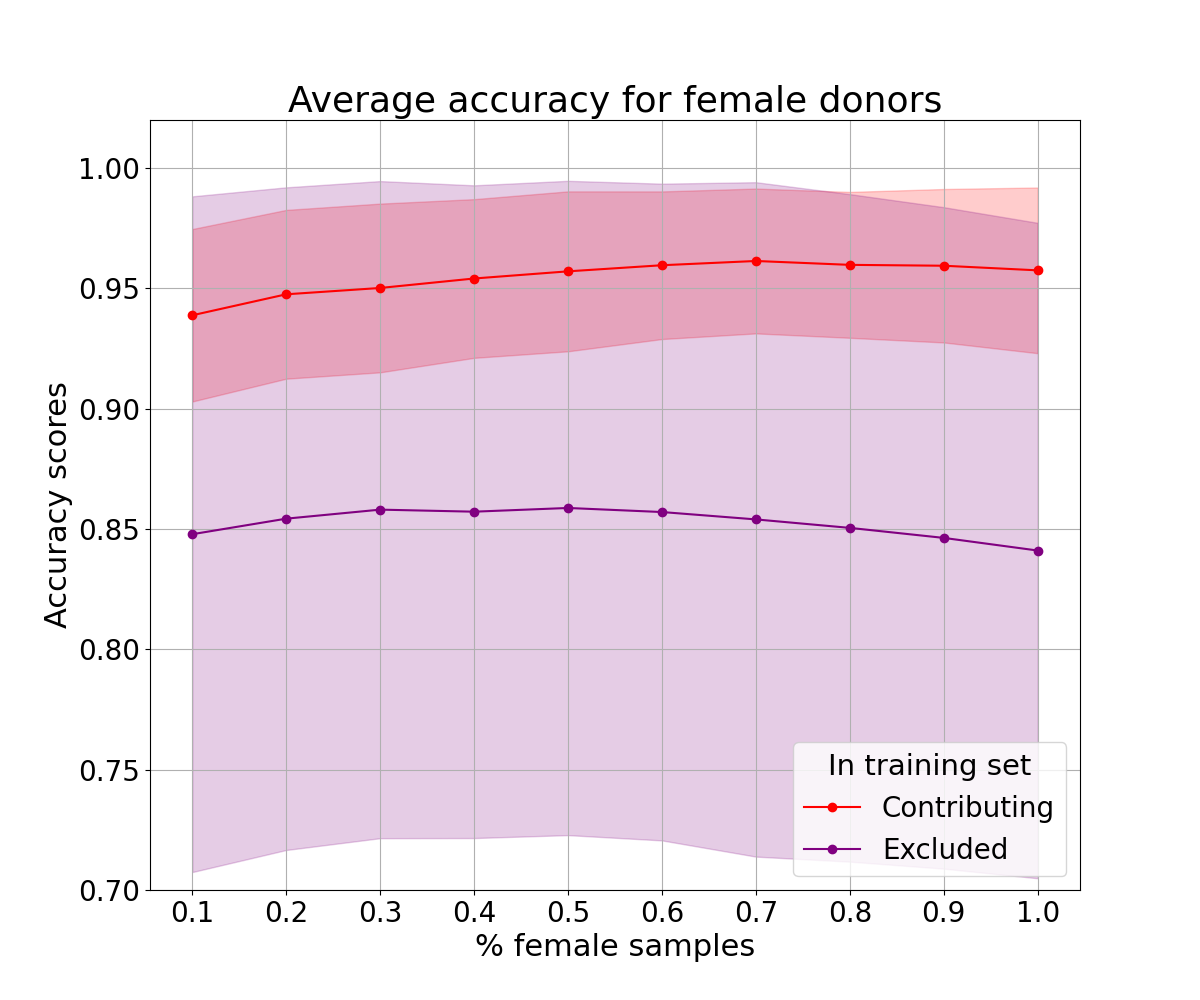 Average accuracy for female donors
Accuracy scores
1.00
0.95
0.90
0.85
0.80
0.75
0.70
In training set
Contributing
Excluded
0.1 0.2 0.3 0.4 0.5 0.6 0.7 0.8 0.9 1.0
% female samples